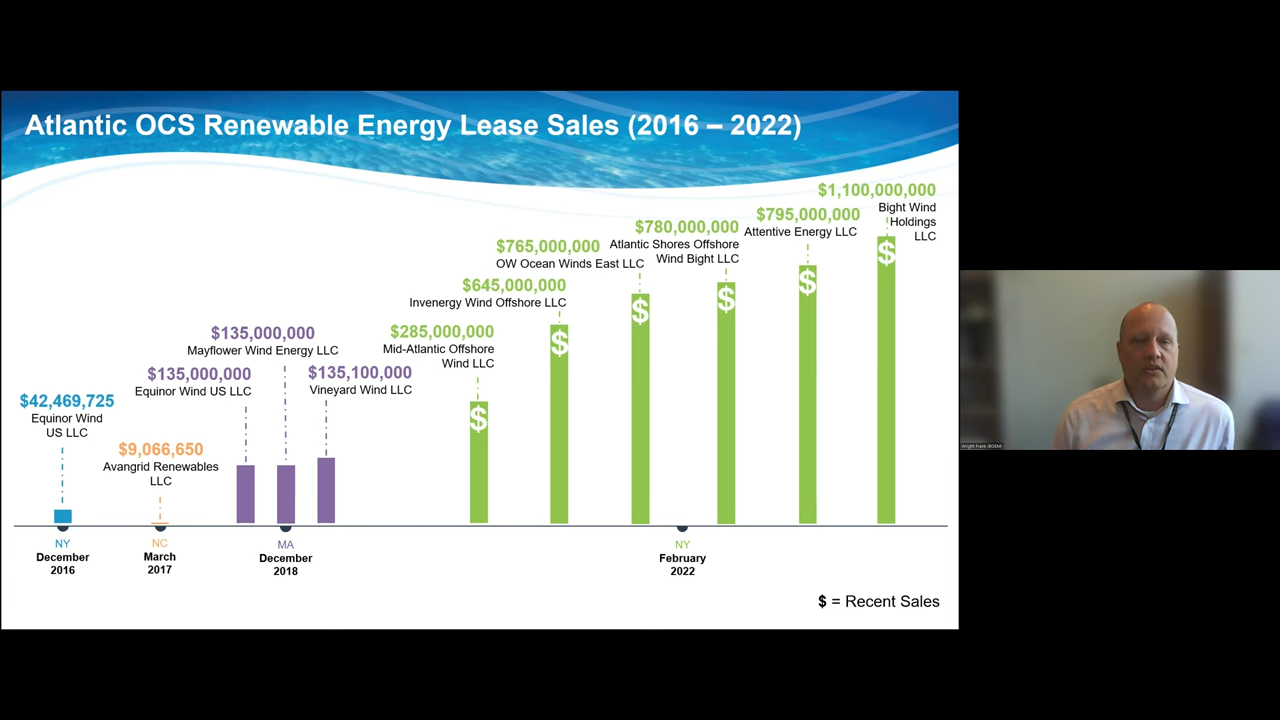 Atlantic OCS Renewable Energy Lease Sales (2016 – 2022)
$42,469,725
Equinor Wind
US LLC
$9,066,650
Avangrid Renewables
LLC
$135,000,000
Equinor Wind US LLC
$135,000,000
Mayflower Wind Energy LLC
$135,100,000
Vineyard Wind LLC
$285,000,000
Mid-Atlantic Offshore
Wind LLC
$645,000,000
Invenergy Wind Offshore LLC
$765,000,000
OW Ocean Winds East LLC
$780,000,000
Atlantic Shores Offshore
Wind Bight LLC
$795,000,000
Attentive Energy LLC
$1,100,000,000
Bight Wind
Holdings
LLC
$
$
$
$
$
$
NY
December
2016
NC
March
2017
MA
December
2018
NY
February
2022
$ = Recent Sales
Wright Frank (BOEM)